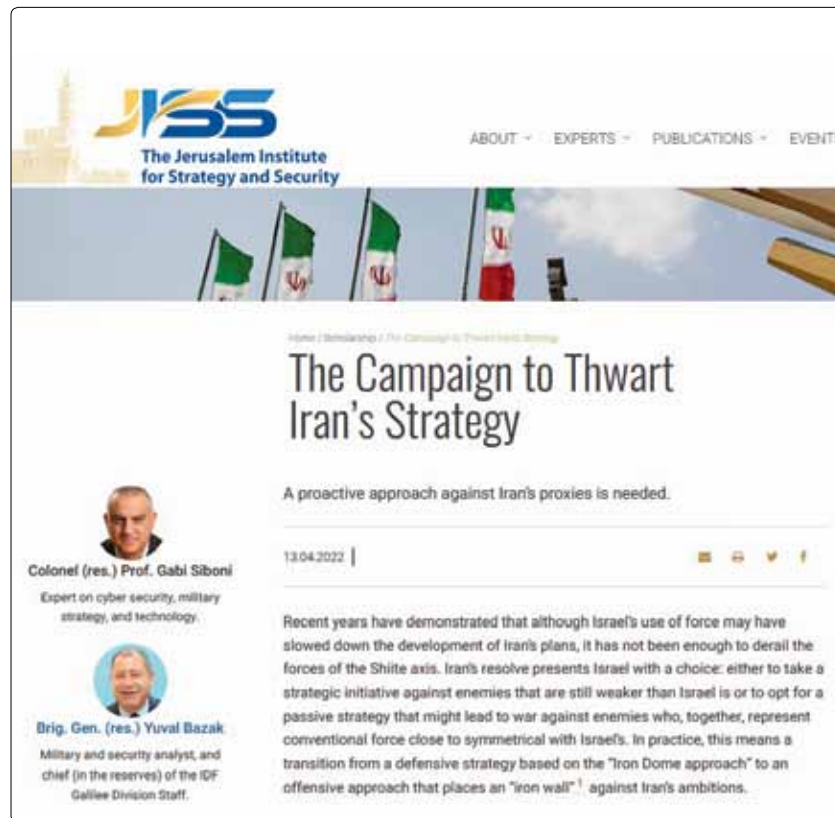 JISS
The Jerusalem Institute
for Strategy and Security
ABOUT EXPERTS PUBLICATIONS EVENT
Home / Scholarship / The Campaign to Thwart Iran's Strategy
The Campaign to Thwart
Iran's Strategy
A proactive approach against Iran's proxies is needed.
13.04.2022
Colonel (res.) Prof. Gabi Siboni
Expert on cyber security, military
strategy, and technology.
Brig. Gen. (res.) Yuval Bazak
Military and security analyst, and
chief (in the reserves) of the IDF
Galilee Division Staff.
Recent years have demonstrated that although Israel's use of force may have
slowed down the development of Iran's plans, it has not been enough to derail the
forces of the Shiite axis. Iran's resolve presents Israel with a choice: either to take a
strategic initiative against enemies that are still weaker than Israel is or to opt for a
passive strategy that might lead to war against enemies who, together, represent
conventional force close to symmetrical with Israel's. In practice, this means a
transition from a defensive strategy based on the "Iron Dome approach" to an
offensive approach that places an "iron wall" 1 against Iran's ambitions.